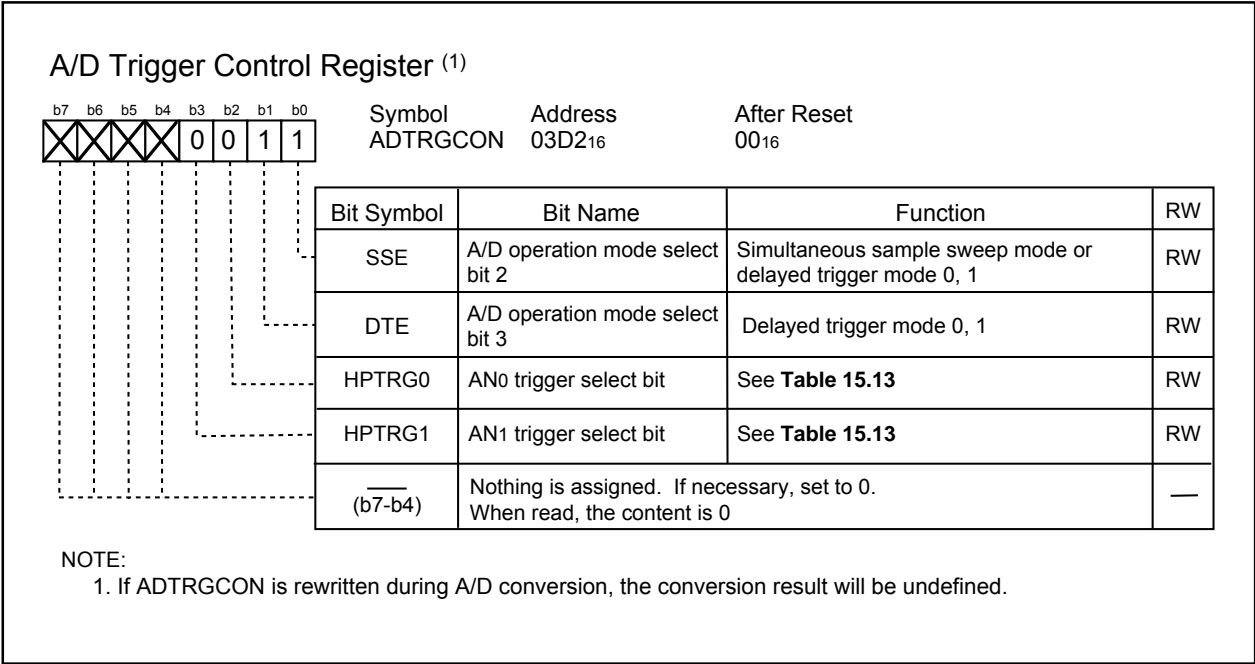 A/D Trigger Control Register (1)
b7 b6 b5 b4 b3 b2 b1 b0
0 0 1 1
Symbol Address After Reset
ADTRGCON 03D216 0016
Bit Symbol Bit Name Function RW
SSE A/D operation mode select bit 2 Simultaneous sample sweep mode or delayed trigger mode 0, 1 RW
DTE A/D operation mode select bit 3 Delayed trigger mode 0, 1 RW
HPTRG0 AN0 trigger select bit See Table 15.13 RW
HPTRG1 AN1 trigger select bit See Table 15.13 RW
(b7-b4) Nothing is assigned. If necessary, set to 0.
When read, the content is 0 —
NOTE:
1. If ADTRGCON is rewritten during A/D conversion, the conversion result will be undefined.